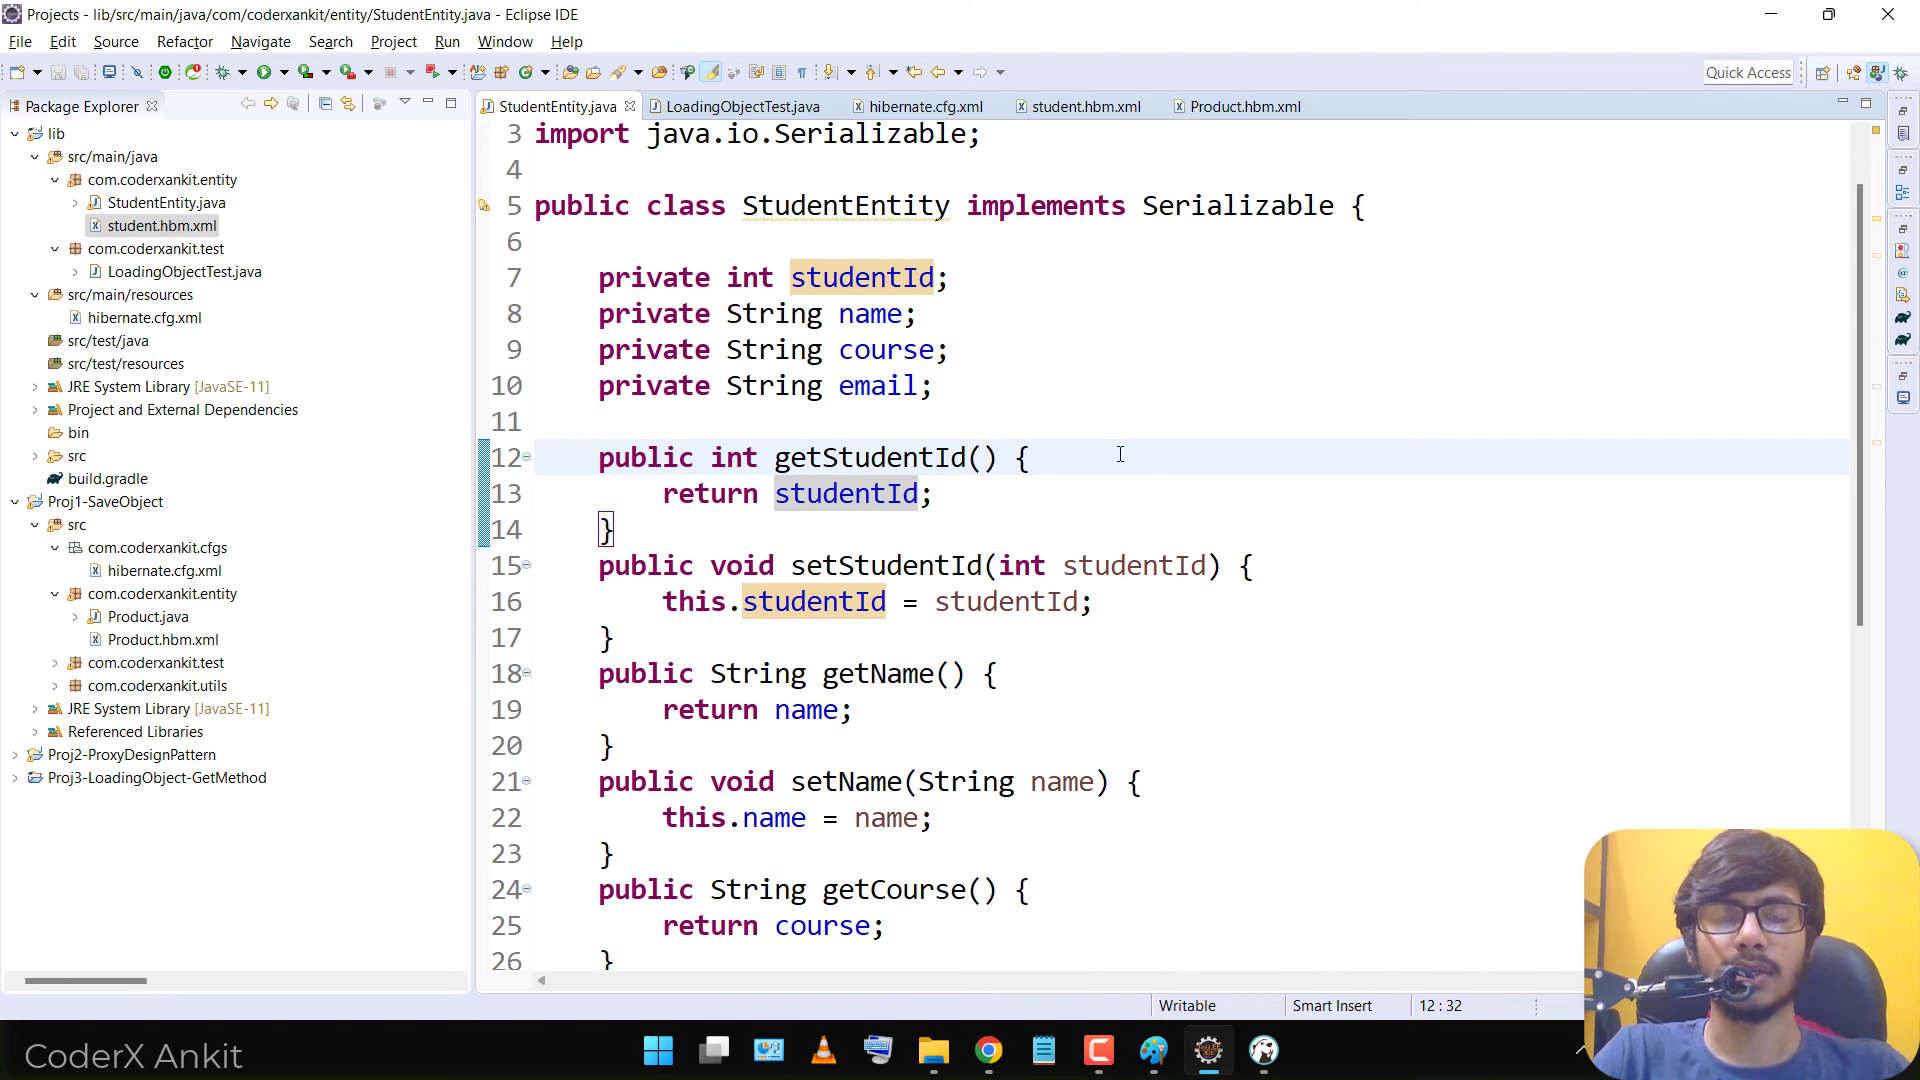 Projects - lib/src/main/java/com/coderxankit/entity/StudentEntity.java - Eclipse IDE
File Edit Source Refactor Navigate Search Project Run Window Help
Quick Access
Package Explorer
lib
src/main/java
com.coderxankit.entity
StudentEntity.java
student.hbm.xml
com.coderxankit.test
LoadingObjectTest.java
src/main/resources
hibernate.cfg.xml
src/test/java
src/test/resources
JRE System Library [JavaSE-11]
Project and External Dependencies
bin
src
build.gradle
Proj1-SaveObject
src
com.coderxankit.cfgs
hibernate.cfg.xml
com.coderxankit.entity
Product.java
Product.hbm.xml
com.coderxankit.test
com.coderxankit.utils
JRE System Library [JavaSE-11]
Referenced Libraries
Proj2-ProxyDesignPattern
Proj3-LoadingObject-GetMethod
StudentEntity.java LoadingObjectTest.java hibernate.cfg.xml student.hbm.xml Product.hbm.xml
3 import java.io.Serializable;
4
5 public class StudentEntity implements Serializable {
6
7 private int studentId;
8 private String name;
9 private String course;
10 private String email;
11
12 public int getStudentId() {
13 return studentId;
14 }
15 public void setStudentId(int studentId) {
16 this.studentId = studentId;
17 }
18 public String getName() {
19 return name;
20 }
21 public void setName(String name) {
22 this.name = name;
23 }
24 public String getCourse() {
25 return course;
26 }
Writable Smart Insert 12 : 32
CoderX Ankit